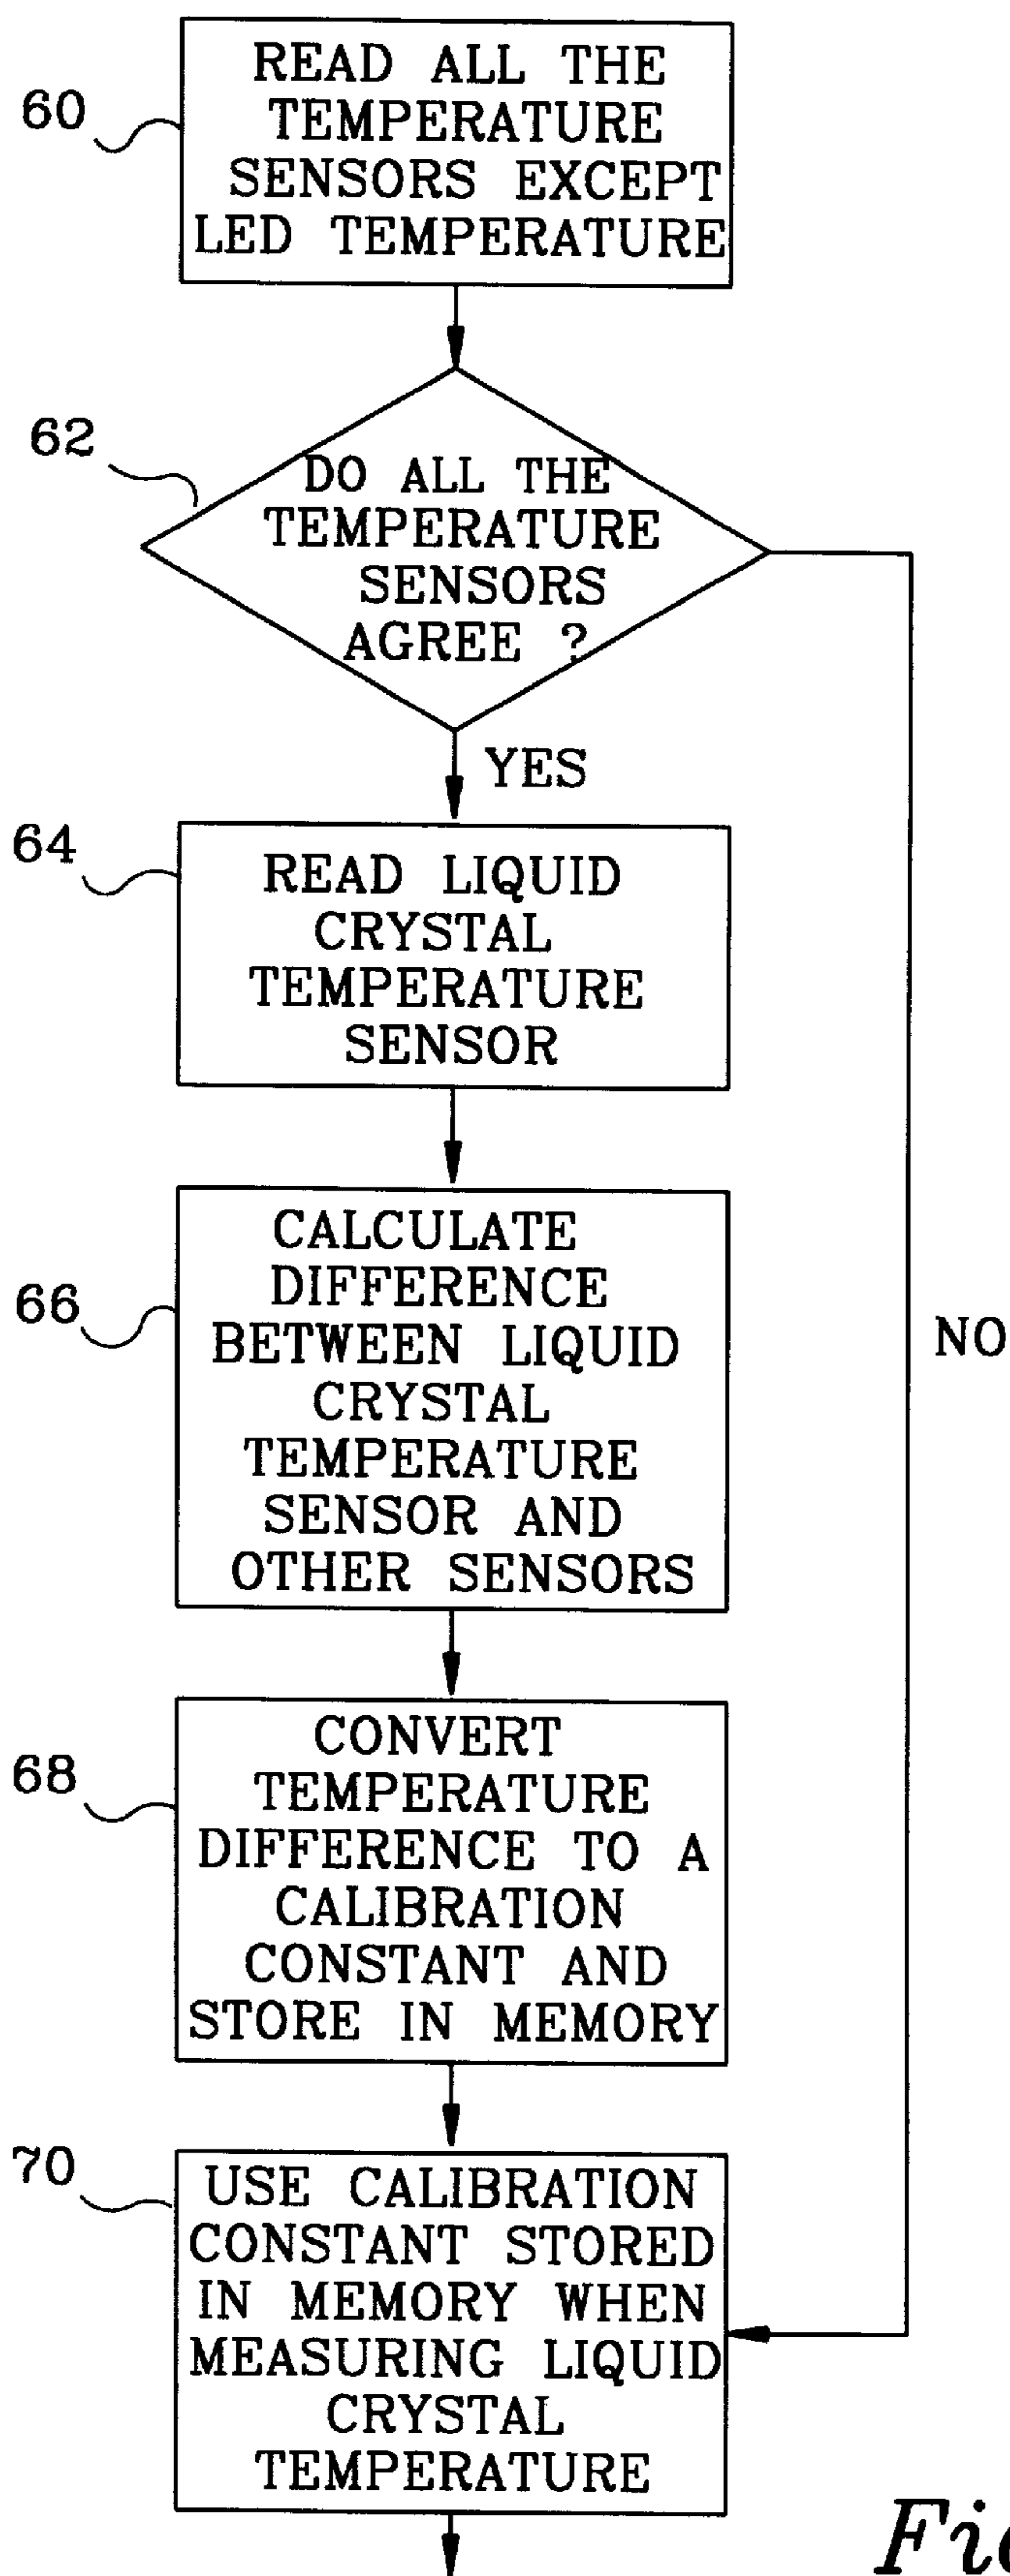 60
READ ALL THE
TEMPERATURE
SENSORS EXCEPT
LED TEMPERATURE
62
DO ALL THE
TEMPERATURE
SENSORS
AGREE ?
YES
64
READ LIQUID
CRYSTAL
TEMPERATURE
SENSOR
66
CALCULATE
DIFFERENCE
BETWEEN LIQUID
CRYSTAL
TEMPERATURE
SENSOR AND
OTHER SENSORS
NO
68
CONVERT
TEMPERATURE
DIFFERENCE TO A
CALIBRATION
CONSTANT AND
STORE IN MEMORY
70
USE CALIBRATION
CONSTANT STORED
IN MEMORY WHEN
MEASURING LIQUID
CRYSTAL
TEMPERATURE